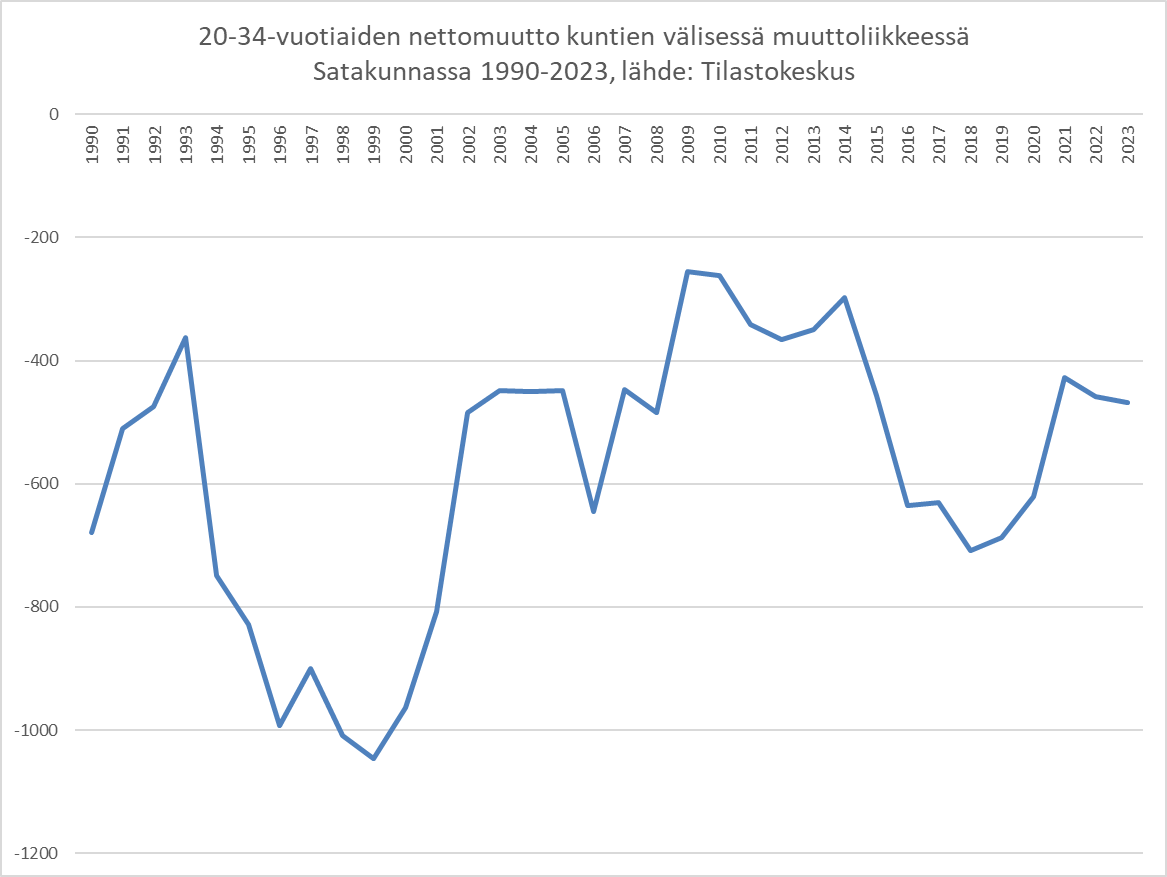 20-34-vuotiaiden nettomuutto kuntien välisessä muuttoliikkeessä
Satakunnassa 1990-2023, lähde: Tilastokeskus
0
1990 1991 1992 1993 1994 1995 1996 1997 1998 1999 2000 2001 2002 2003 2004 2005 2006 2007 2008 2009 2010 2011 2012 2013 2014 2015 2016 2017 2018 2019 2020 2021 2022 2023
-200
-400
-600
-800
-1000
-1200